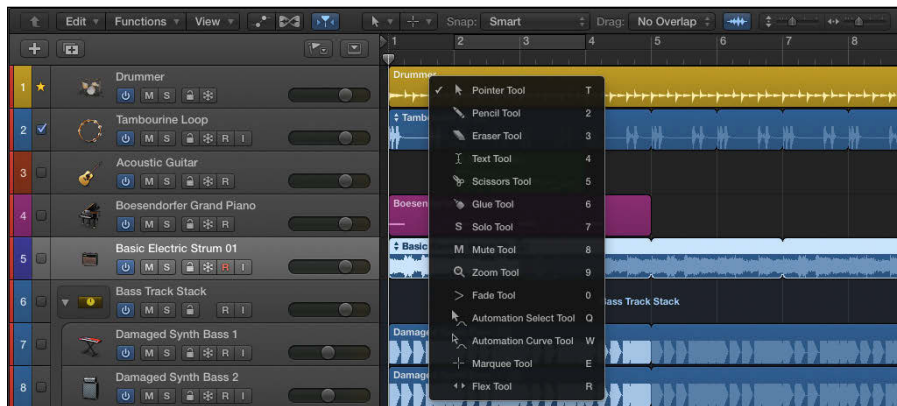 Edit Functions View Snap: Smart Drag: No Overlap
1 2 3 4 5 6 7 8
1 Drummer
M S
2 Tambourine Loop
M S R I
3 Acoustic Guitar
M S R
4 Boesendorfer Grand Piano
M S R
5 Basic Electric Strum 01
M S R I
6 Bass Track Stack
M S R I
7 Damaged Synth Bass 1
M S R I
8 Damaged Synth Bass 2
M S R I
Drummer
Tamb
Boesen
Basic
Bass Track Stack
Damag
Damag
Pointer Tool T
Pencil Tool 2
Eraser Tool 3
Text Tool 4
Scissors Tool 5
Glue Tool 6
S Solo Tool 7
M Mute Tool 8
Zoom Tool 9
Fade Tool 0
Automation Select Tool Q
Automation Curve Tool W
Marquee Tool E
Flex Tool R